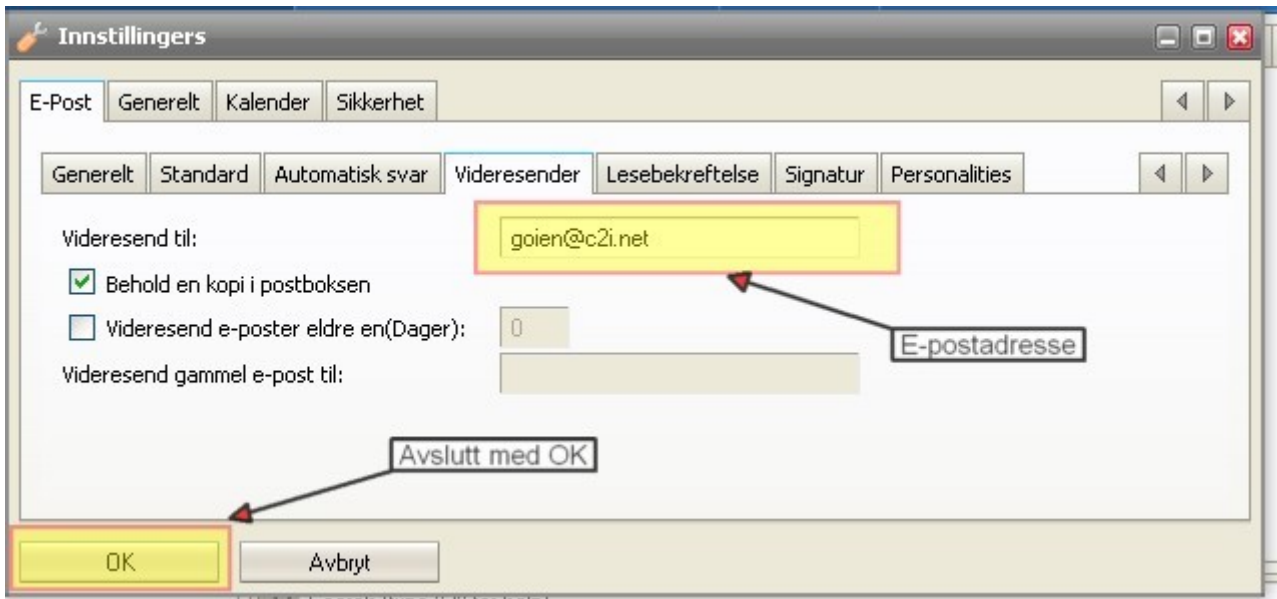 Innstillingers
E-Post Generelt Kalender Sikkerhet
Generelt Standard Automatisk svar Videresender Lesebekreftelse Signatur Personalities
Videresend til: goien@c2i.net
Behold en kopi i postboksen
Videresend e-poster eldre en(Dager): 0
E-postadresse
Videresend gammel e-post til:
Avslutt med OK
OK Avbryt